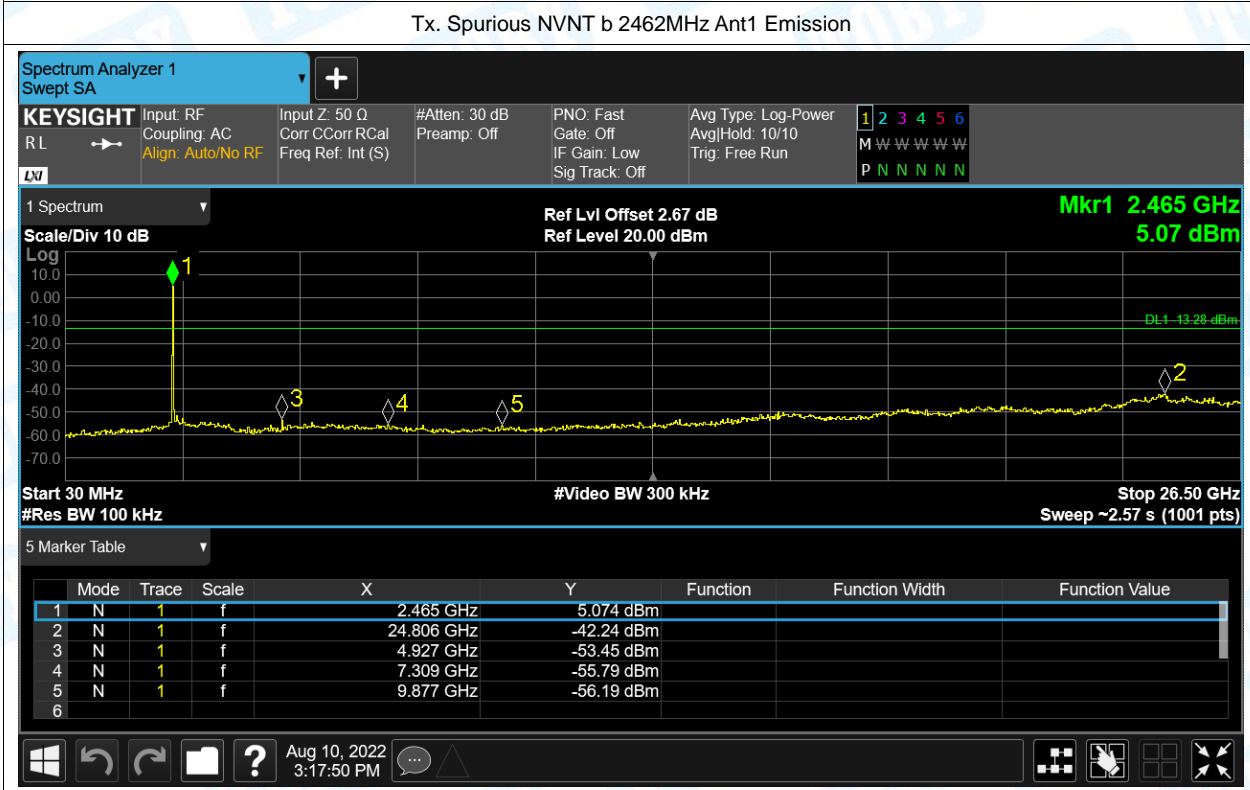 Tx. Spurious NVNT b 2462MHz Ant1 Emission
Spectrum Analyzer 1
Swept SA
KEYSIGHT
R L
LXI
Input: RF
Coupling: AC
Align: Auto/No RF
Input Z: 50 Ω
Corr CCorr RCal
Freq Ref: Int (S)
#Atten: 30 dB
Preamp: Off
PNO: Fast
Gate: Off
IF Gain: Low
Sig Track: Off
Avg Type: Log-Power
Avg|Hold: 10/10
Trig: Free Run
1 2 3 4 5 6
M W W W W W
P N N N N N
1 Spectrum
Scale/Div 10 dB
Ref Lvl Offset 2.67 dB
Ref Level 20.00 dBm
Mkr1 2.465 GHz
5.07 dBm
Log
10.0
0.00
-10.0
-20.0
-30.0
-40.0
-50.0
-60.0
-70.0
1
DL1 -13.28 dBm
2
3
4
5
Start 30 MHz
#Video BW 300 kHz
Stop 26.50 GHz
#Res BW 100 kHz
Sweep ~2.57 s (1001 pts)
5 Marker Table
Mode Trace Scale X Y Function Function Width Function Value
1 N 1 f 2.465 GHz 5.074 dBm
2 N 1 f 24.806 GHz -42.24 dBm
3 N 1 f 4.927 GHz -53.45 dBm
4 N 1 f 7.309 GHz -55.79 dBm
5 N 1 f 9.877 GHz -56.19 dBm
6
?
Aug 10, 2022
3:17:50 PM